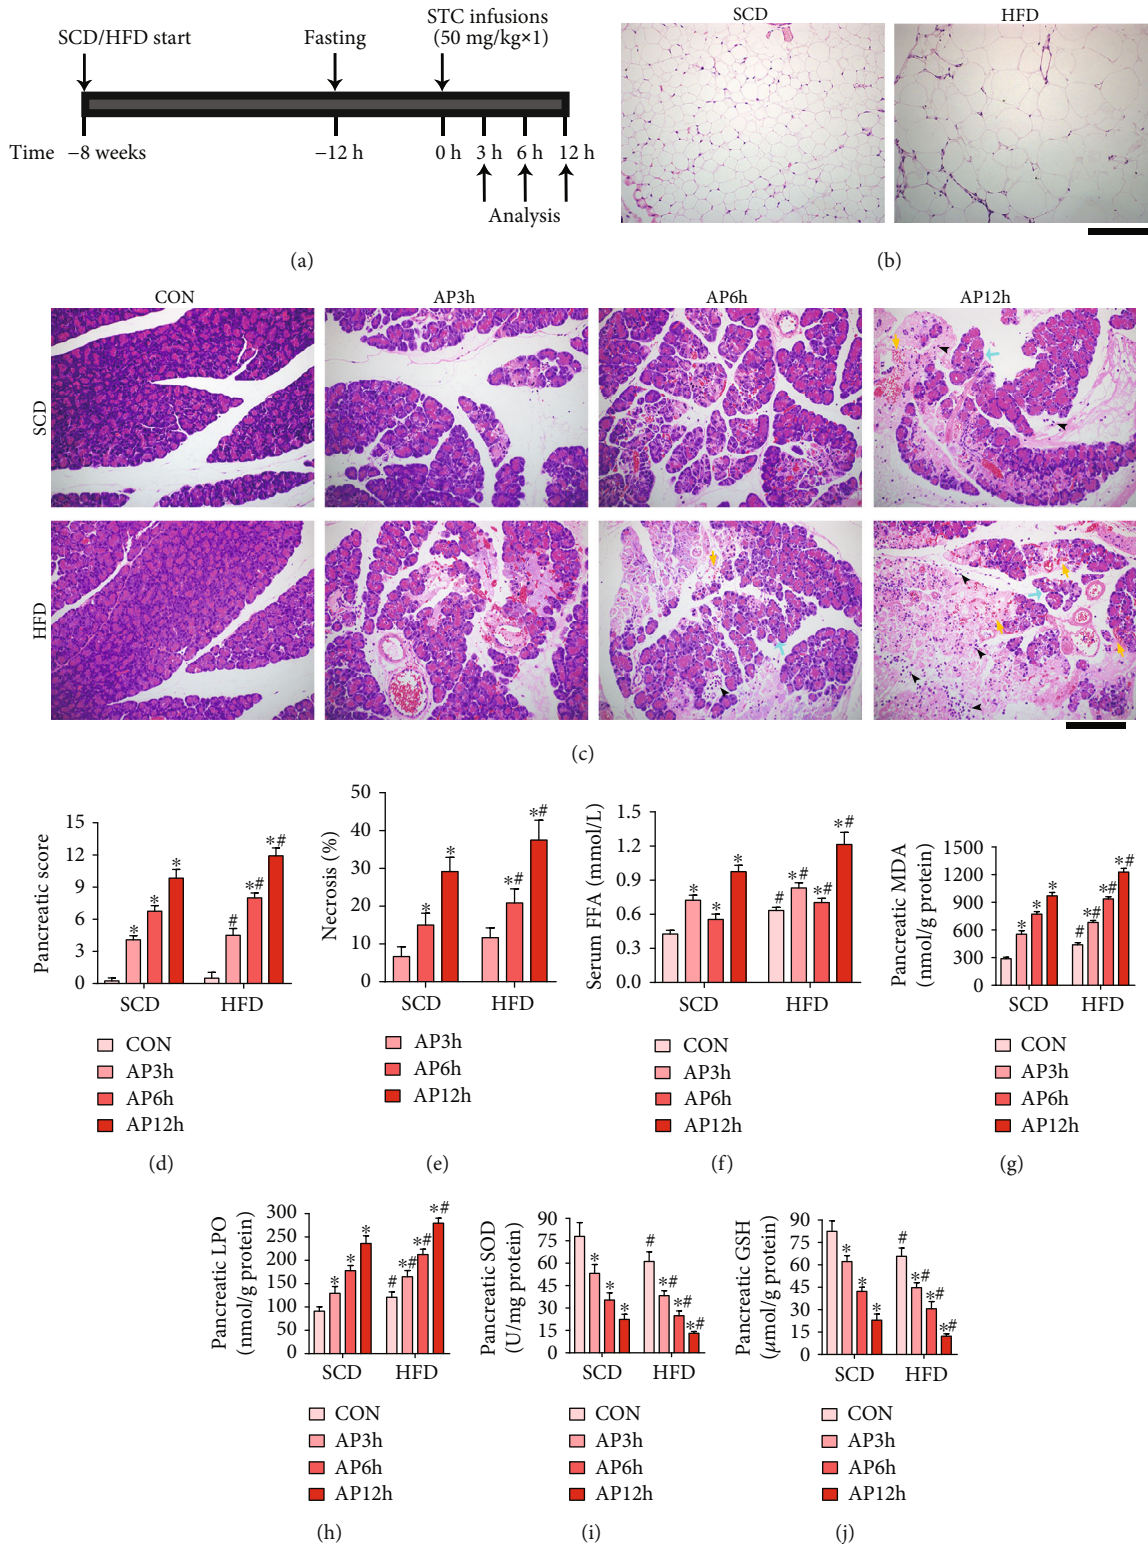 STC infusions
SCD/HFD start Fasting (50 mg/kg×1)
Time −8 weeks −12 h 0 h 3 h 6 h 12 h
Analysis
(a)
SCD HFD
(b)
CON AP3h AP6h AP12h
SCD
HFD
(c)
Pancreatic score
15
12
9
6
3
0
* * * # *# *#
SCD HFD
CON
AP3h
AP6h
AP12h
(d)
Necrosis (%)
50
40
30
20
10
0
* * *# *#
SCD HFD
AP3h
AP6h
AP12h
(e)
Serum FFA (mmol/L)
1.5
1.2
0.9
0.6
0.3
0.0
* * * # *# *# *#
SCD HFD
CON
AP3h
AP6h
AP12h
(f)
Pancreatic MDA
(nmol/g protein)
1500
1200
900
600
300
0
* * * # *# *# *#
SCD HFD
CON
AP3h
AP6h
AP12h
(g)
Pancreatic LPO
(nmol/g protein)
300
250
200
150
100
50
0
* * * # *# *# *#
SCD HFD
CON
AP3h
AP6h
AP12h
(h)
Pancreatic SOD
(U/mg protein)
90
75
60
45
30
15
0
* * * # *# *# *#
SCD HFD
CON
AP3h
AP6h
AP12h
(i)
Pancreatic GSH
(μmol/g protein)
90
75
60
45
30
15
0
* * * # *# *# *#
SCD HFD
CON
AP3h
AP6h
AP12h
(j)